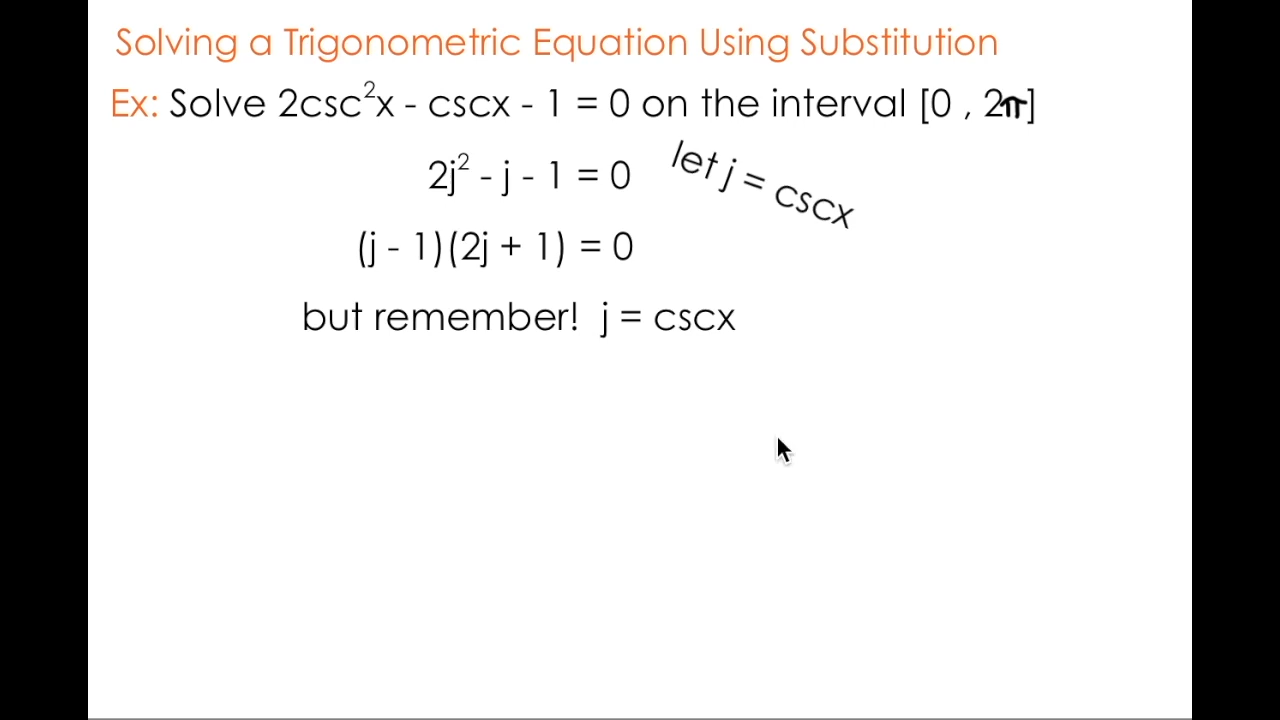 Solving a Trigonometric Equation Using Substitution
Ex: Solve 2csc²x - cscx - 1 = 0 on the interval [0 , 2π]
2j² - j - 1 = 0
let j = cscx
(j - 1)(2j + 1) = 0
but remember! j = cscx